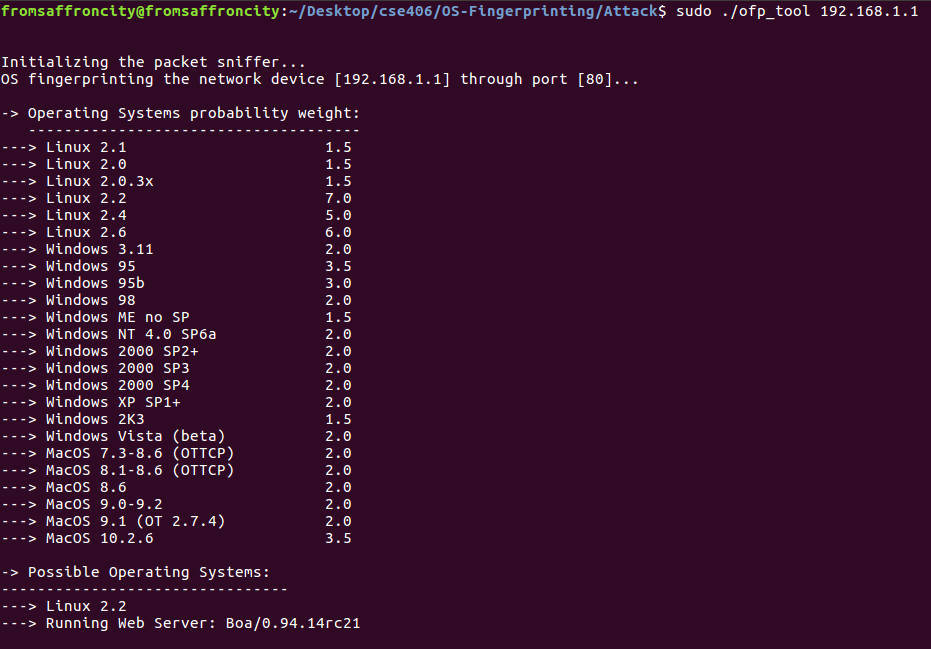 fromsaffroncity@fromsaffroncity:~/Desktop/cse406/OS-Fingerprinting/Attack$ sudo ./ofp_tool 192.168.1.1
Initializing the packet sniffer...
OS fingerprinting the network device [192.168.1.1] through port [80]...
-> Operating Systems probability weight:
-------------------------------------
---> Linux 2.1 1.5
---> Linux 2.0 1.5
---> Linux 2.0.3x 1.5
---> Linux 2.2 7.0
---> Linux 2.4 5.0
---> Linux 2.6 6.0
---> Windows 3.11 2.0
---> Windows 95 3.5
---> Windows 95b 3.0
---> Windows 98 2.0
---> Windows ME no SP 1.5
---> Windows NT 4.0 SP6a 2.0
---> Windows 2000 SP2+ 2.0
---> Windows 2000 SP3 2.0
---> Windows 2000 SP4 2.0
---> Windows XP SP1+ 2.0
---> Windows 2K3 1.5
---> Windows Vista (beta) 2.0
---> MacOS 7.3-8.6 (OTTCP) 2.0
---> MacOS 8.1-8.6 (OTTCP) 2.0
---> MacOS 8.6 2.0
---> MacOS 9.0-9.2 2.0
---> MacOS 9.1 (OT 2.7.4) 2.0
---> MacOS 10.2.6 3.5
-> Possible Operating Systems:
--------------------------------
---> Linux 2.2
---> Running Web Server: Boa/0.94.14rc21